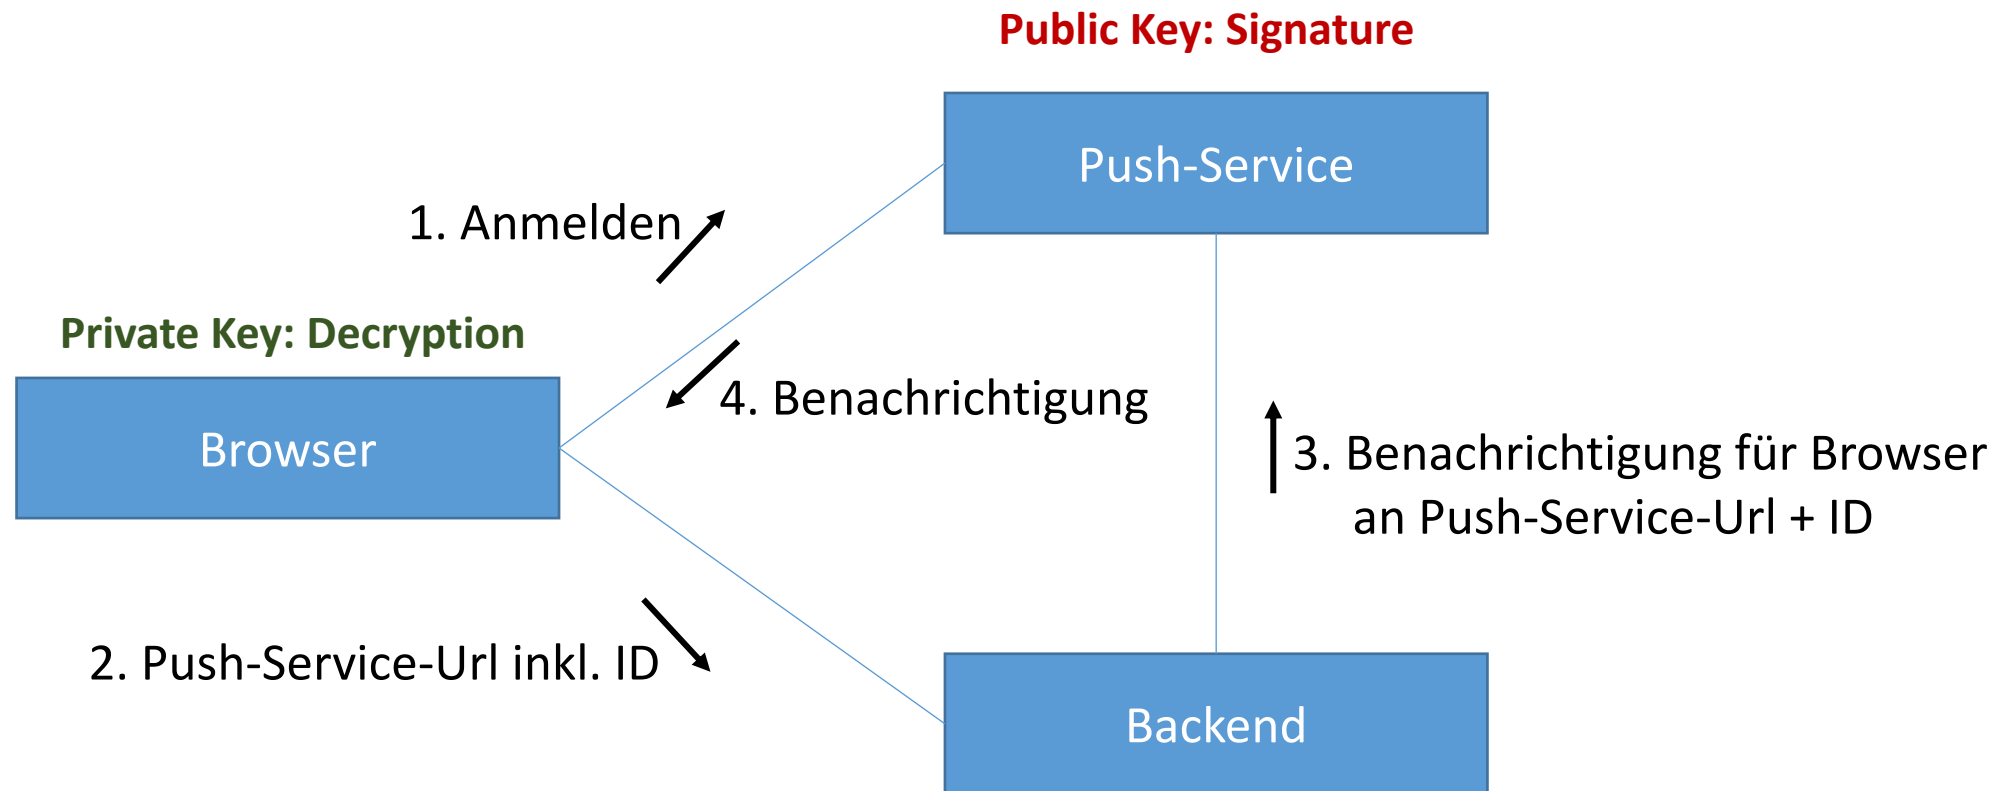 Public Key: Signature
Push-Service
1. Anmelden
Private Key: Decryption
4. Benachrichtigung
Browser
3. Benachrichtigung für Browser
an Push-Service-Url + ID
2. Push-Service-Url inkl. ID
Backend